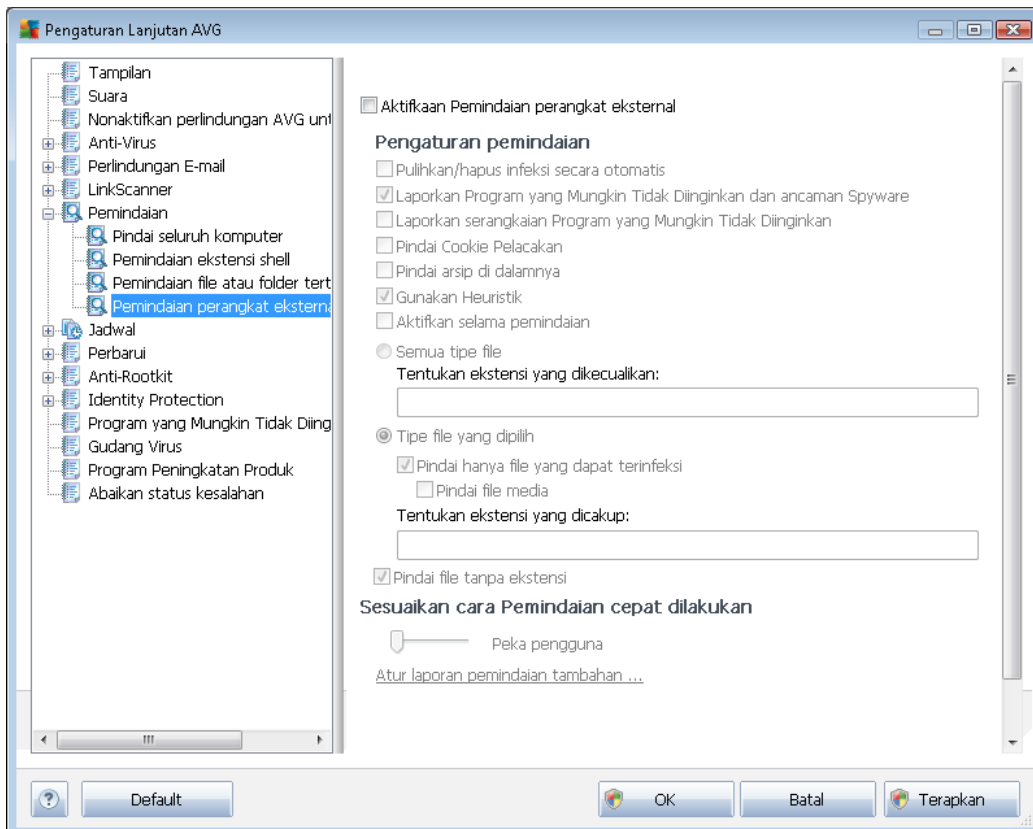 Pengaturan Lanjutan AVG
Tampilan
Suara
Nonaktifkan perlindungan AVG unt
Anti-Virus
Perlindungan E-mail
LinkScanner
Pemindaian
Pindai seluruh komputer
Pemindaian ekstensi shell
Pemindaian file atau folder tert
Pemindaian perangkat eksterna
Jadwal
Perbarui
Anti-Rootkit
Identity Protection
Program yang Mungkin Tidak Diing
Gudang Virus
Program Peningkatan Produk
Abaikan status kesalahan
Aktifkaan Pemindaian perangkat eksternal
Pengaturan pemindaian
Pulihkan/hapus infeksi secara otomatis
Laporkan Program yang Mungkin Tidak Diinginkan dan ancaman Spyware
Laporkan serangkaian Program yang Mungkin Tidak Diinginkan
Pindai Cookie Pelacakan
Pindai arsip di dalamnya
Gunakan Heuristik
Aktifkan selama pemindaian
Semua tipe file
Tentukan ekstensi yang dikecualikan:
Tipe file yang dipilih
Pindai hanya file yang dapat terinfeksi
Pindai file media
Tentukan ekstensi yang dicakup:
Pindai file tanpa ekstensi
Sesuaikan cara Pemindaian cepat dilakukan
Peka pengguna
Atur laporan pemindaian tambahan ...
? Default OK Batal Terapkan